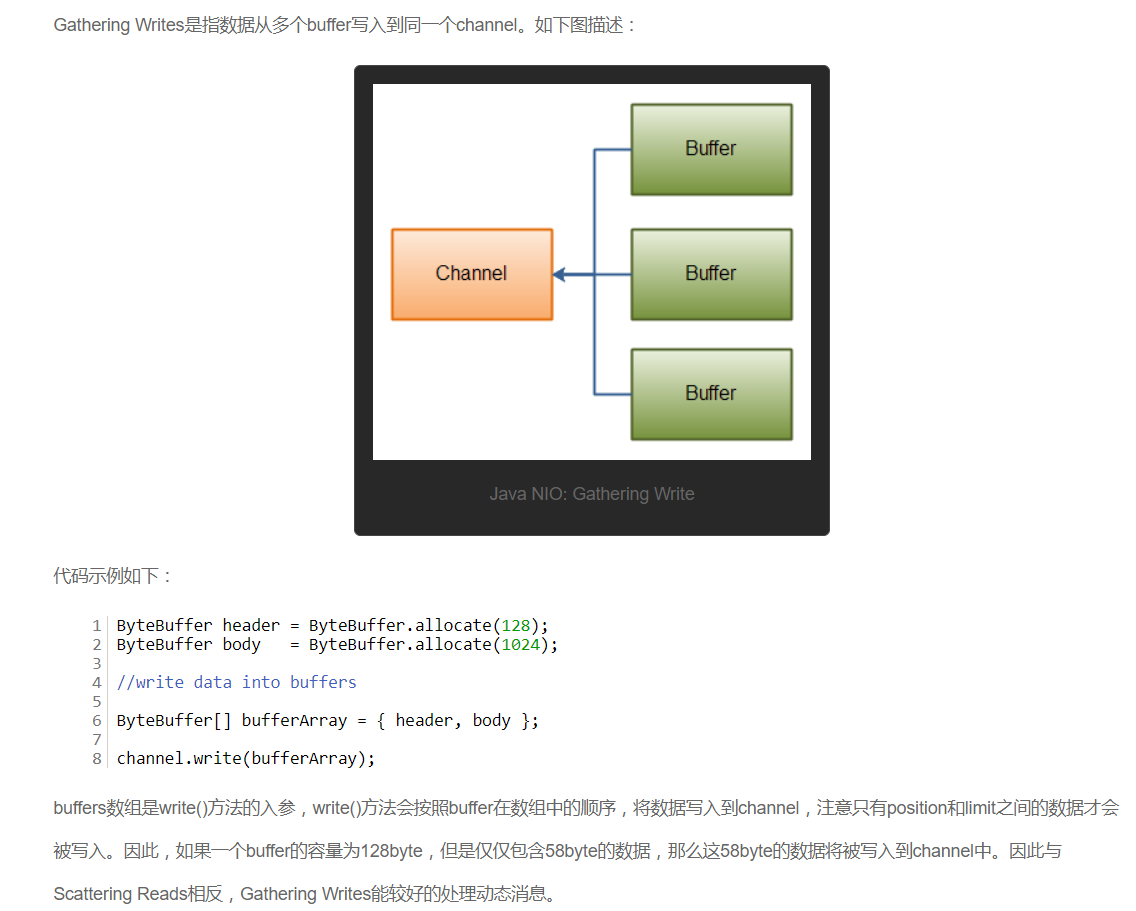 Gathering Writes是指数据从多个buffer写入到同一个channel。如下图描述：
Buffer
Channel
Buffer
Buffer
Java NIO: Gathering Write
代码示例如下：
1 ByteBuffer header = ByteBuffer.allocate(128);
2 ByteBuffer body   = ByteBuffer.allocate(1024);
3
4 //write data into buffers
5
6 ByteBuffer[] bufferArray = { header, body };
7
8 channel.write(bufferArray);
buffers数组是write()方法的入参，write()方法会按照buffer在数组中的顺序，将数据写入到channel，注意只有position和limit之间的数据才会
被写入。因此，如果一个buffer的容量为128byte，但是仅仅包含58byte的数据，那么这58byte的数据将被写入到channel中。因此与
Scattering Reads相反，Gathering Writes能较好的处理动态消息。